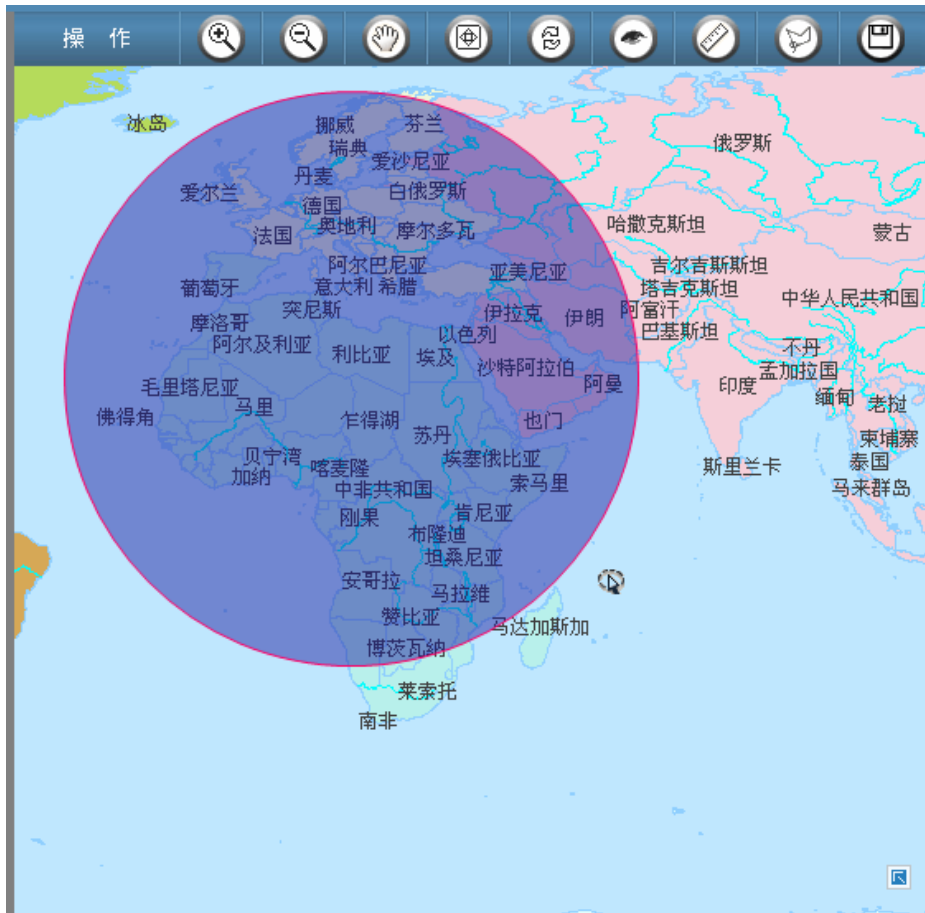 操 作
冰岛
挪威
芬兰
俄罗斯
瑞典
爱沙尼亚
丹麦
爱尔兰
白俄罗斯
德国
奥地利
哈撒克斯坦
法国
摩尔多瓦
蒙古
阿尔巴尼亚
亚美尼亚
吉尔吉斯斯坦
葡萄牙
意大利 希腊
塔吉克斯坦
中华人民共和国
突尼斯
伊拉克
伊朗
阿富汗
摩洛哥
以色列
巴基斯坦
阿尔及利亚
利比亚
埃及
不丹
沙特阿拉伯
孟加拉国
毛里塔尼亚
阿曼
印度
缅甸
马里
老挝
佛得角
乍得湖
也门
苏丹
柬埔寨
贝宁湾
埃塞俄比亚
泰国
喀麦隆
斯里兰卡
加纳
中非共和国
索马里
马来群岛
刚果
肯尼亚
布隆迪
坦桑尼亚
安哥拉
马拉维
赞比亚
马达加斯加
博茨瓦纳
莱索托
南非